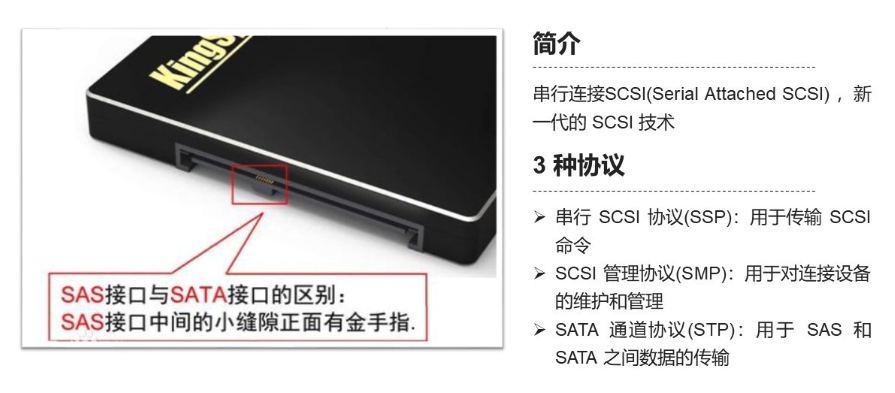 KingS
SAS接口与SATA接口的区别：
SAS接口中间的小缝隙正面有金手指.
简介
串行连接SCSI(Serial Attached SCSI) ，新
一代的 SCSI 技术
3 种协议
➢ 串行 SCSI 协议(SSP)：用于传输 SCSI
命令
➢ SCSI 管理协议(SMP)：用于对连接设备
的维护和管理
➢ SATA 通道协议(STP)：用于 SAS 和
SATA 之间数据的传输